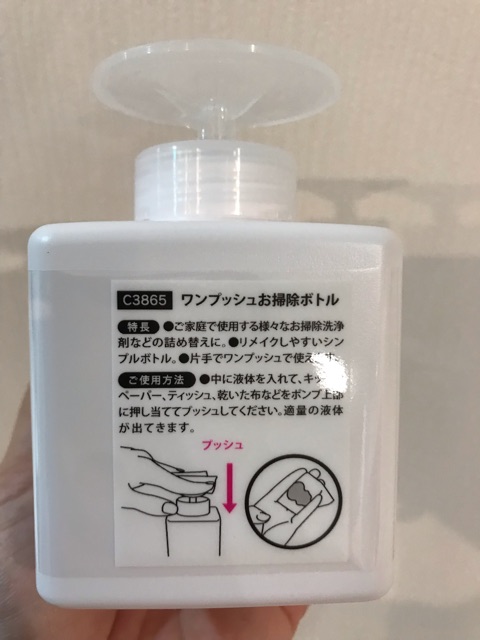 C3865 ワンプッシュお掃除ボトル
特長 ●ご家庭で使用する様々なお掃除洗浄
剤などの詰め替えに。●リメイクしやすいシン
プルボトル。●片手でワンプッシュで使えます。
ご使用方法 ●中に液体を入れて、キッ
ペーパー、ティッシュ、乾いた布などをポンプ上部
に押し当ててプッシュしてください。適量の液体
が出てきます。
プッシュ